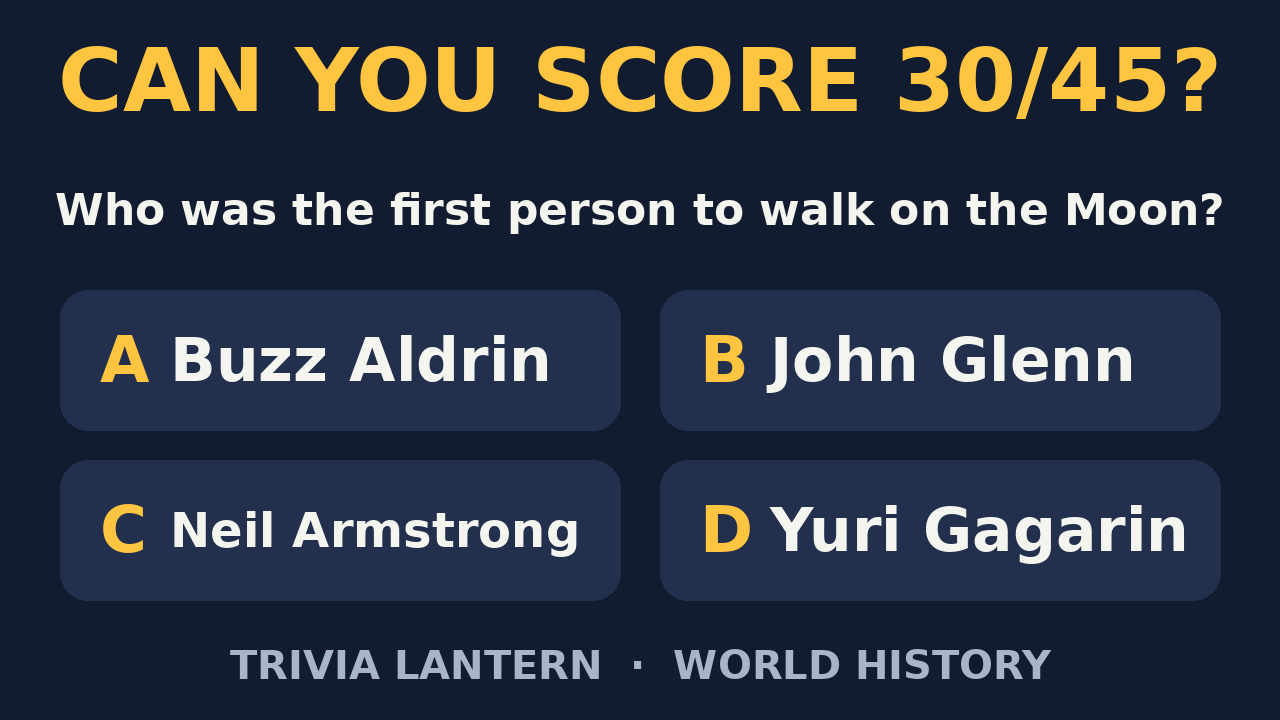 CAN YOU SCORE 30/45?
Who was the first person to walk on the Moon?
A Buzz Aldrin
B John Glenn
C Neil Armstrong
D Yuri Gagarin
TRIVIA LANTERN · WORLD HISTORY